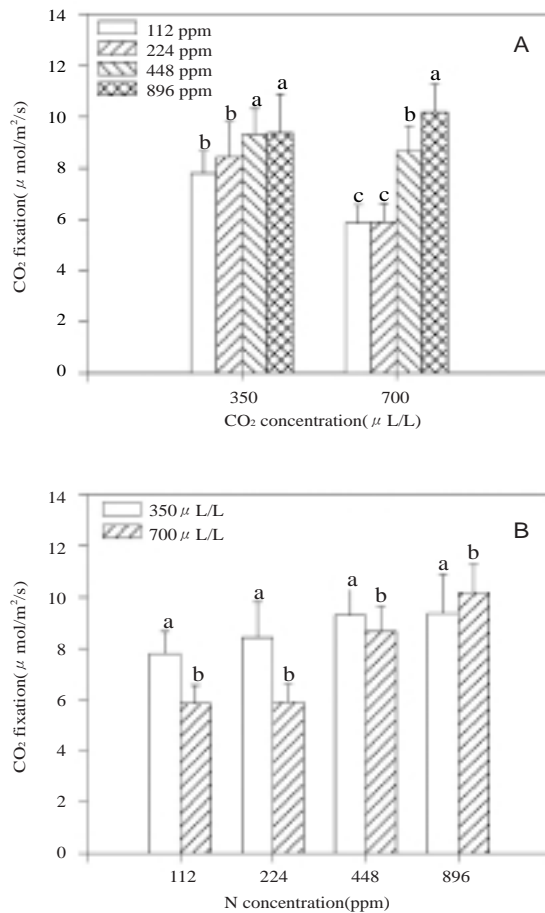 14
12
10
8
6
4
2
0
CO₂ fixation( μ mol/m²/s)
112 ppm
224 ppm
448 ppm
896 ppm
A
b
b
a
a
c
c
b
a
350
700
CO₂ concentration( μ L/L)
14
12
10
8
6
4
2
0
CO₂ fixation( μ mol/m²/s)
350 μ L/L
700 μ L/L
B
a
b
a
b
a
b
a
b
112
224
448
896
N concentration(ppm)